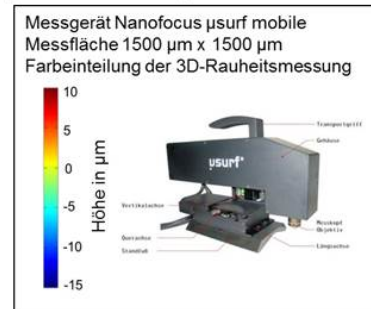 Messgerät Nanofocus µsurf mobile
Messfläche 1500 µm x 1500 µm
Farbeinteilung der 3D-Rauheitsmessung
10
5
0
-5
-10
-15
Höhe in µm
µsurf®
Transportgriff
Gehäuse
Vertikalachse
Querachse
Standfuß
Messkopf
Objektiv
Längsachse